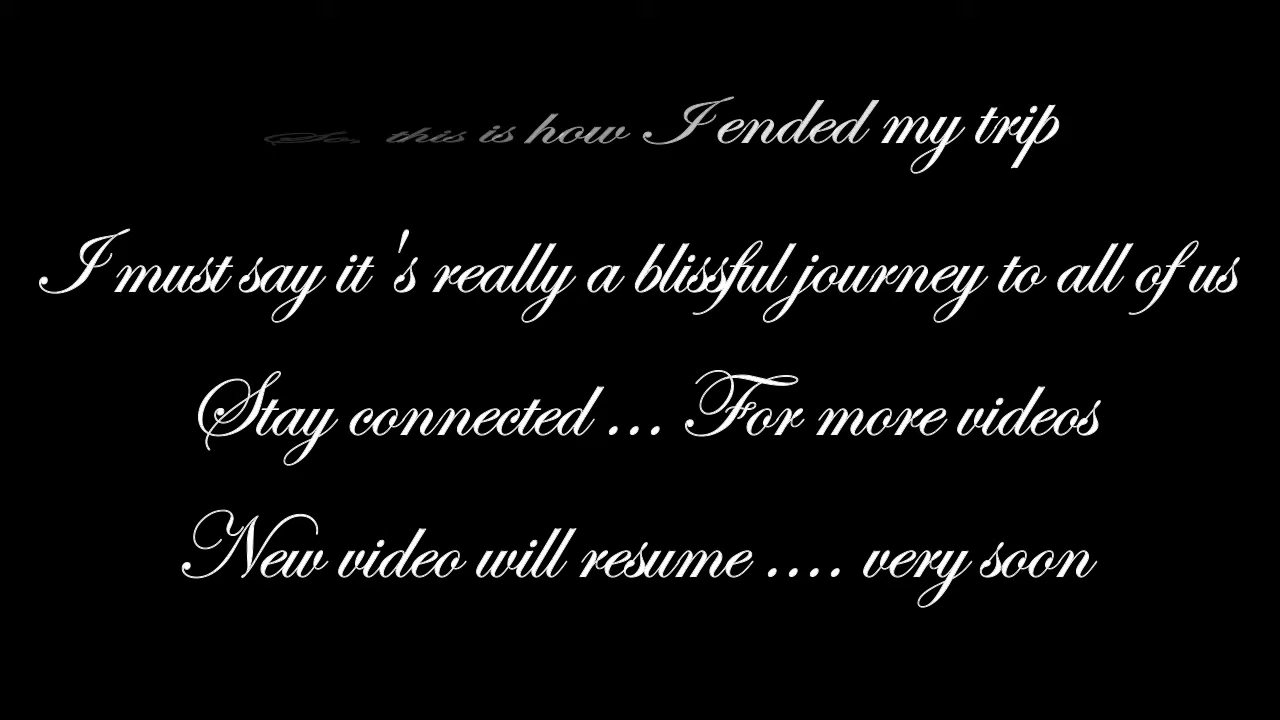 So, this is how I ended my trip
I must say it 's really a blissful journey to all of us
Stay connected ... For more videos
New video will resume .... very soon